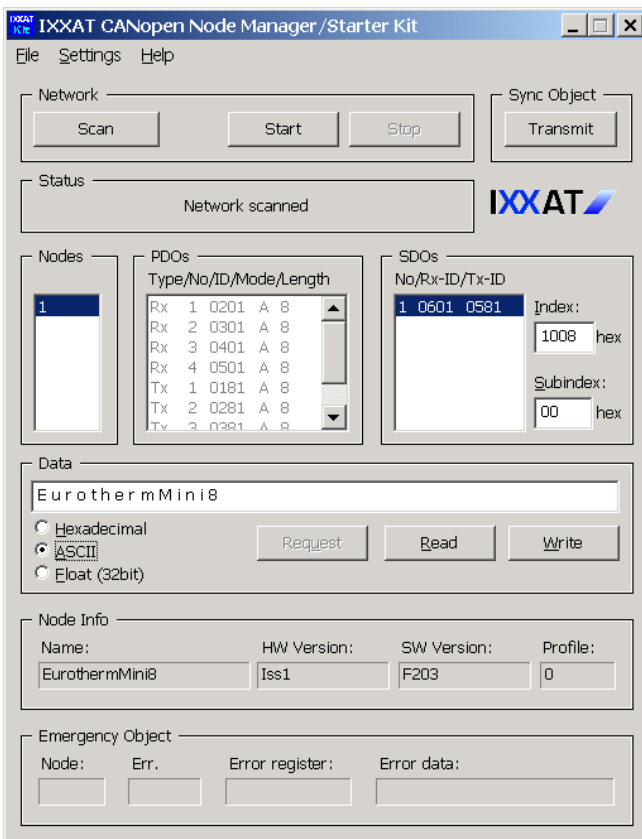 IXXAT Kit IXXAT CANopen Node Manager/Starter Kit
File Settings Help
Network
Scan Start Stop
Sync Object
Transmit
Status
Network scanned
IXXAT
Nodes
1
PDOs
Type/No/ID/Mode/Length
Rx 1 0201 A 8
Rx 2 0301 A 8
Rx 3 0401 A 8
Rx 4 0501 A 8
Tx 1 0181 A 8
Tx 2 0281 A 8
Tx 3 0381 A 8
SDOs
No/Rx-ID/Tx-ID
1 0601 0581
Index:
1008 hex
Subindex:
00 hex
Data
E u r o t h e r m M i n i 8
Hexadecimal
ASCII
Float (32bit)
Request Read Write
Node Info
Name: HW Version: SW Version: Profile:
EurothermMini8 Iss1 F203 0
Emergency Object
Node: Err. Error register: Error data: